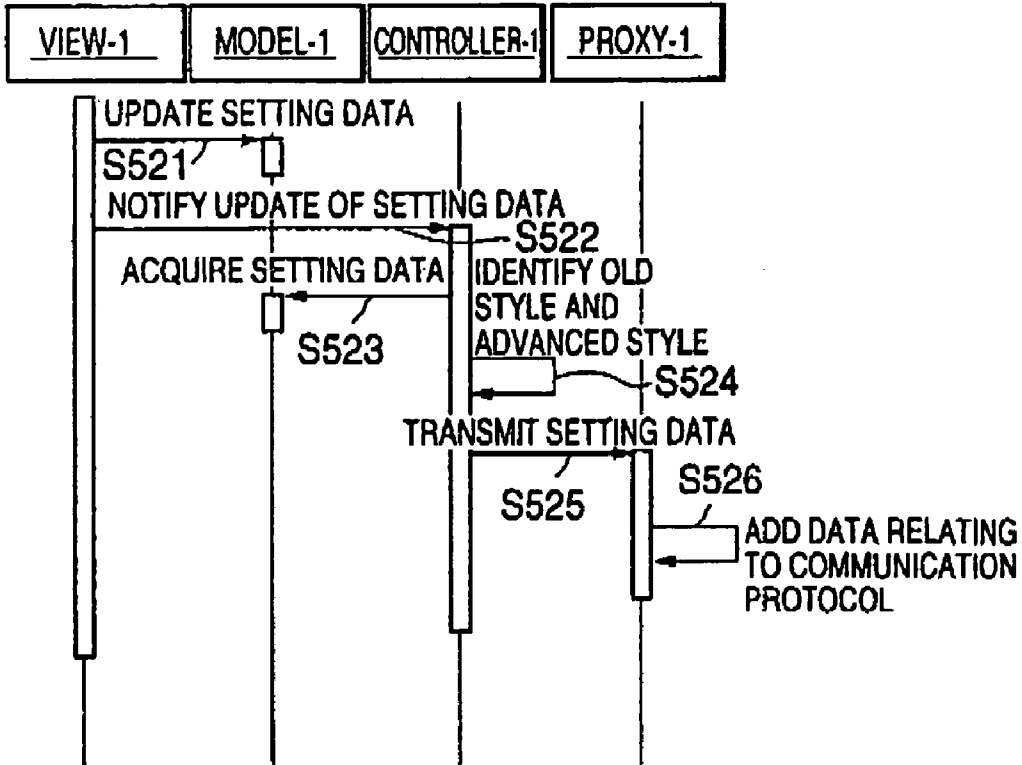 VIEW-1 MODEL-1 CONTROLLER-1 PROXY-1
UPDATE SETTING DATA
S521
NOTIFY UPDATE OF SETTING DATA
S522
ACQUIRE SETTING DATA
IDENTIFY OLD
STYLE AND
ADVANCED STYLE
S523
S524
TRANSMIT SETTING DATA
S525
S526
ADD DATA RELATING
TO COMMUNICATION
PROTOCOL